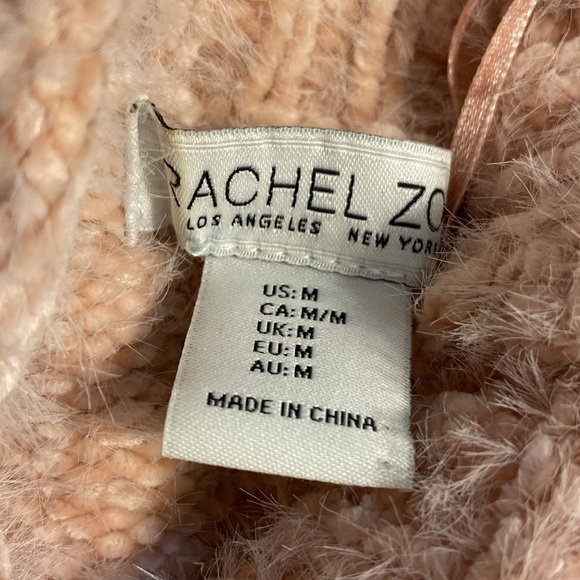 RACHEL ZO
LOS ANGELES NEW YORK
US: M
CA: M/M
UK: M
EU: M
AU: M
MADE IN CHINA